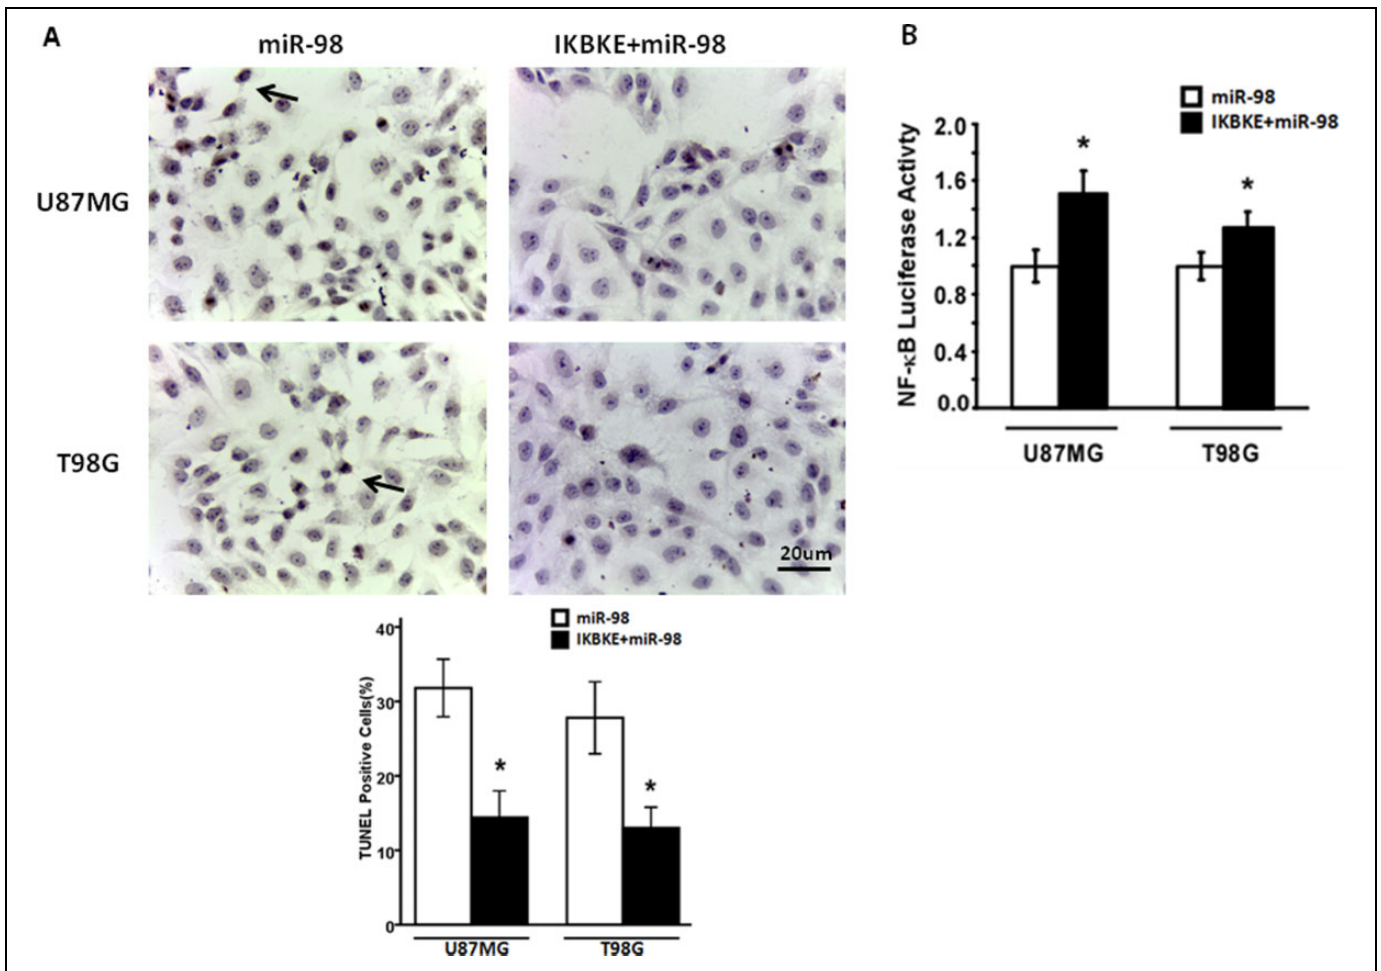 A
miR-98
IKBKE+miR-98
U87MG
T98G
20um
miR-98
IKBKE+miR-98
TUNEL Positive Cells(%)
40
30
20
10
0
*
*
U87MG
T98G
B
miR-98
IKBKE+miR-98
NF-κB Luciferase Activty
2.0
1.6
1.2
0.8
0.4
0.0
*
*
U87MG
T98G